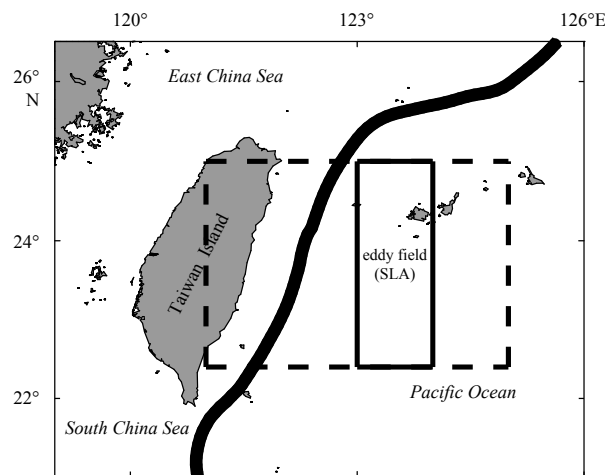 120° 123° 126°E
East China Sea
26°
N
24°
Taiwan Island
eddy field
(SLA)
22°
Pacific Ocean
South China Sea